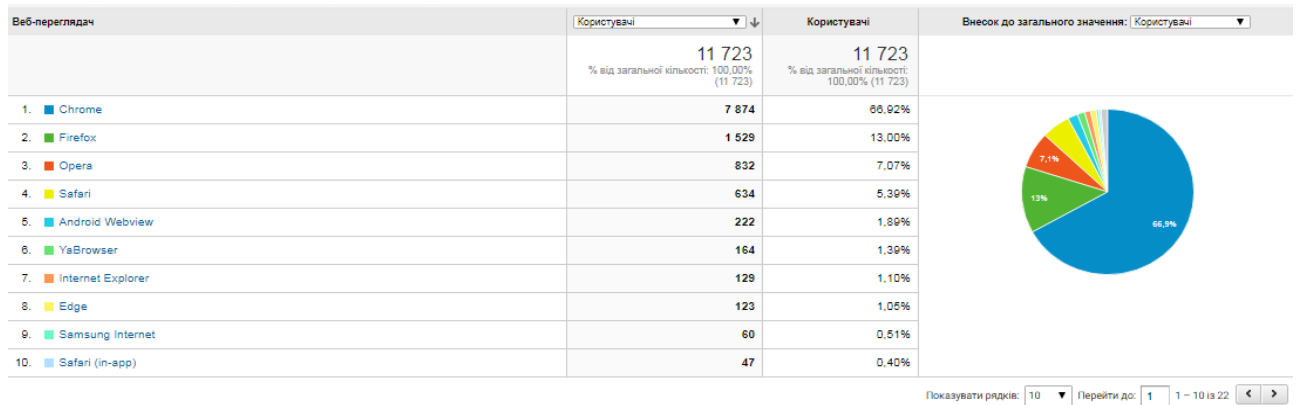 Веб-переглядач Користувачі Користувачі Внесок до загального значення: Користувачі
11 723 11 723
% від загальної кількості: 100,00% % від загальної кількості:
(11 723) 100,00% (11 723)
1. Chrome 7 874 66,92%
2. Firefox 1 529 13,00%
3. Opera 832 7,07%
4. Safari 634 5,39%
5. Android Webview 222 1,89%
6. YaBrowser 164 1,39%
7. Internet Explorer 129 1,10%
8. Edge 123 1,05%
9. Samsung Internet 60 0,51%
10. Safari (in-app) 47 0,40%
7,1%
13%
66,9%
Показувати рядків: 10 Перейти до: 1 1 – 10 із 22